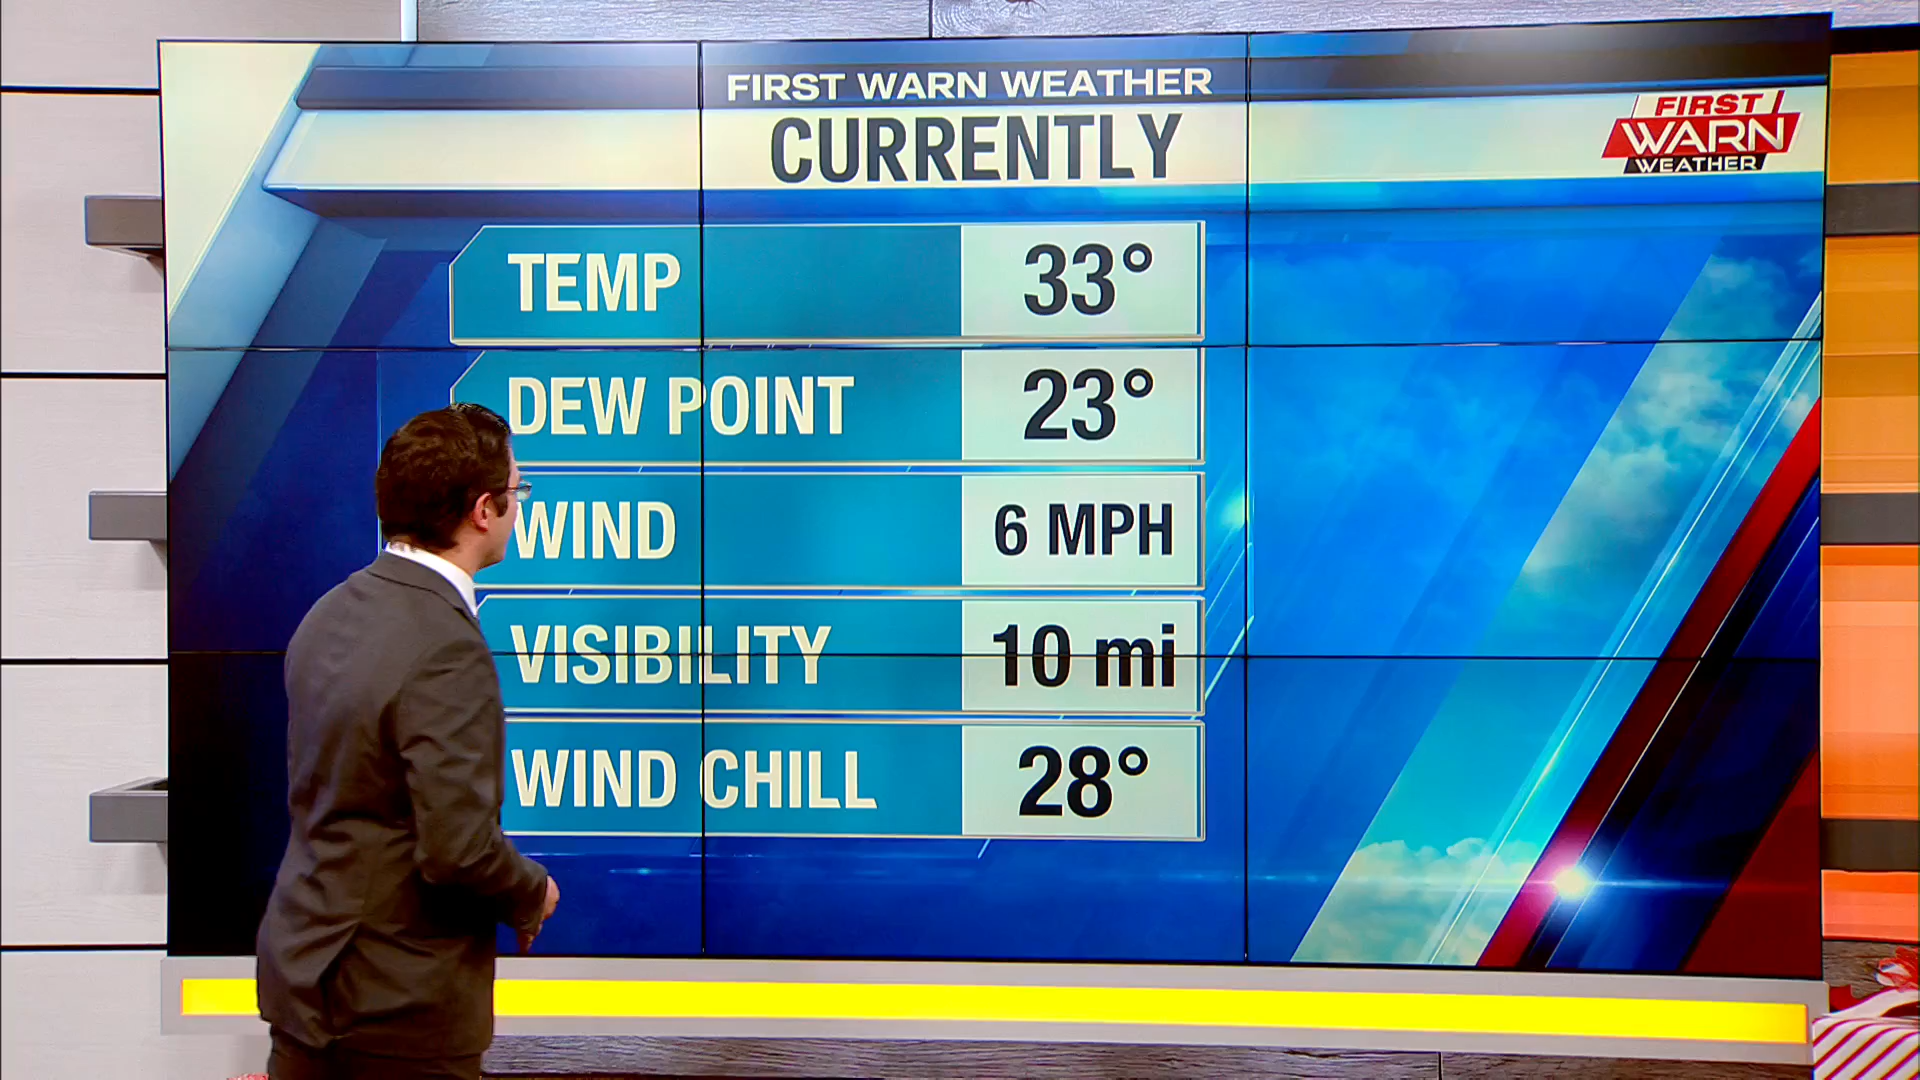 FIRST WARN WEATHER
CURRENTLY
FIRST
WARN
WEATHER
TEMP 33°
DEW POINT 23°
WIND 6 MPH
VISIBILITY 10 mi
WIND CHILL 28°